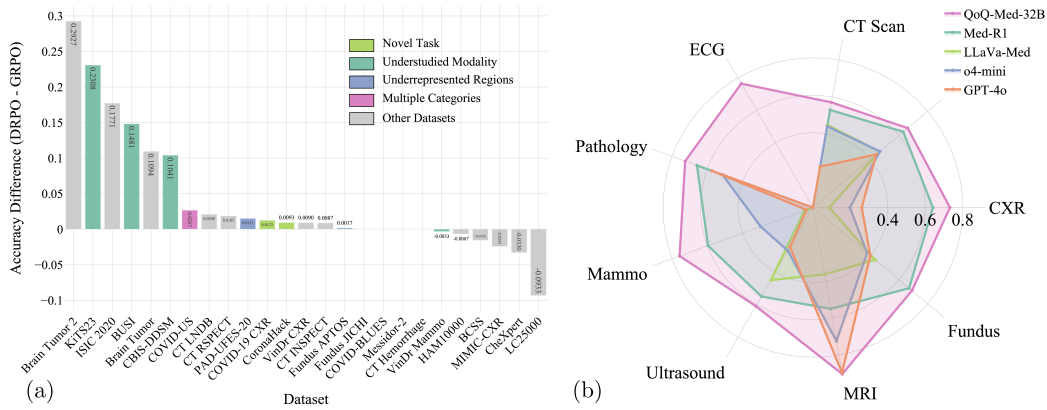 Accuracy Difference (DRPO - GRPO)
0.3
0.25
0.2
0.15
0.1
0.05
0
−0.05
−0.1
0.2927
0.2308
0.1771
0.1481
0.1094
0.1041
0.0093
0.0090
0.0087
0.0017
-0.0033
-0.0067
-0.0330
-0.0933
Novel Task
Understudied Modality
Underrepresented Regions
Multiple Categories
Other Datasets
Brain Tumor 2
KiTS23
ISIC 2020
BUSI
Brain Tumor
CBIS-DDSM
COVID-US
CT LNDB
CT RSPECT
PAD-UFES-20
COVID-19 CXR
CoronaHack
VinDr CXR
CT INSPECT
Fundus APTOS
Fundus JICHI
COVID-BLUES
Messidor-2
CT Hemorrhage
VinDr Mammo
HAM10000
BCSS
MIMIC-CXR
CheXpert
LC25000
Dataset
(a)
QoQ-Med-32B
Med-R1
LLaVa-Med
o4-mini
GPT-4o
CT Scan
ECG
Pathology
Mammo
Ultrasound
MRI
Fundus
CXR
0.4
0.6
0.8
(b)